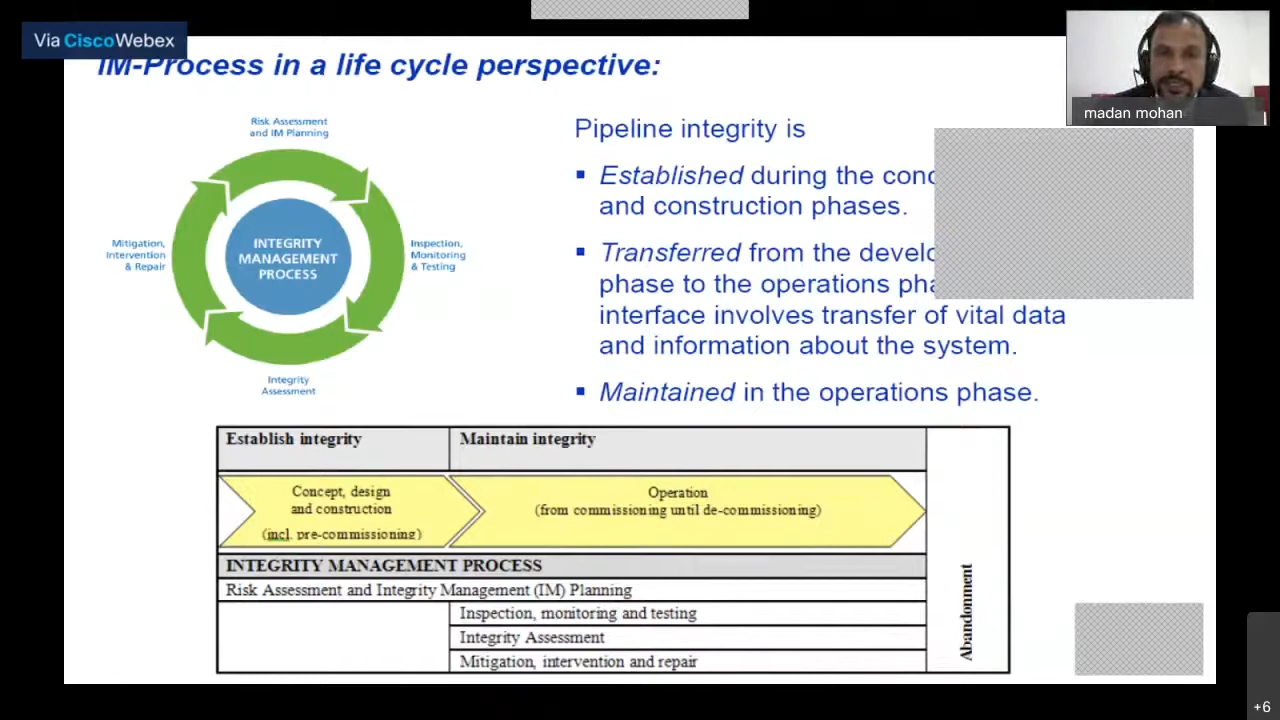 Via CiscoWebex
IM-Process in a life cycle perspective:
madan mohan
Risk Assessment
and IM Planning
Mitigation,
Intervention
& Repair
INTEGRITY
MANAGEMENT
PROCESS
Inspection,
Monitoring
& Testing
Integrity
Assessment
Pipeline integrity is
▪ Established during the
and construction phases.
▪ Transferred from the
phase to the operations
interface involves transfer of vital data
and information about the system.
▪ Maintained in the operations phase.
Establish integrity
Maintain integrity
Concept, design
and construction
(incl. pre-commissioning)
Operation
(from commissioning until de-commissioning)
INTEGRITY MANAGEMENT PROCESS
Risk Assessment and Integrity Management (IM) Planning
Inspection, monitoring and testing
Integrity Assessment
Mitigation, intervention and repair
Abandonment
+6